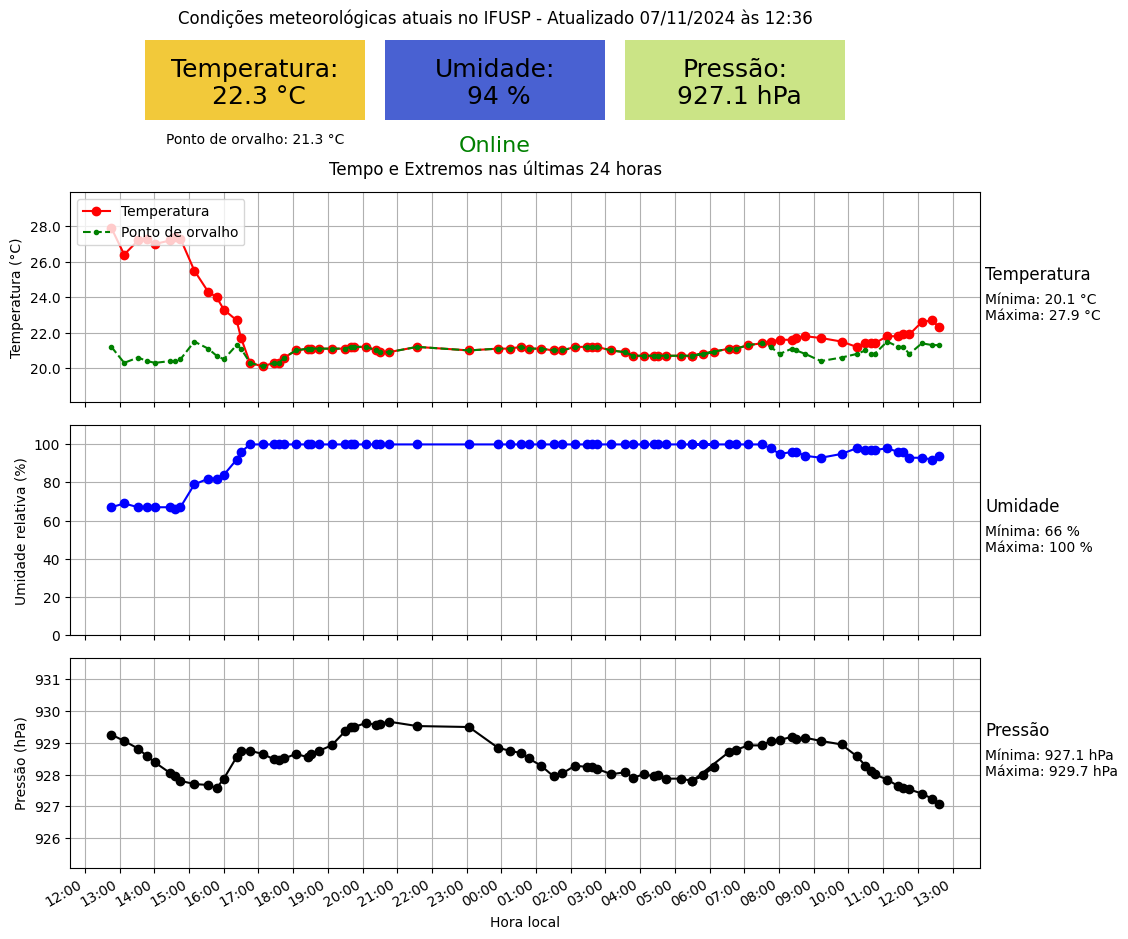 Condições meteorológicas atuais no IFUSP - Atualizado 07/11/2024 às 12:36
Temperatura:
22.3 °C
Umidade:
94 %
Pressão:
927.1 hPa
Ponto de orvalho: 21.3 °C
Online
Tempo e Extremos nas últimas 24 horas
Temperatura
Ponto de orvalho
Temperatura (°C)
28.0
26.0
24.0
22.0
20.0
Temperatura
Mínima: 20.1 °C
Máxima: 27.9 °C
Umidade relativa (%)
100
80
60
40
20
0
Umidade
Mínima: 66 %
Máxima: 100 %
Pressão (hPa)
931
930
929
928
927
926
Pressão
Mínima: 927.1 hPa
Máxima: 929.7 hPa
12:00 13:00 14:00 15:00 16:00 17:00 18:00 19:00 20:00 21:00 22:00 23:00 00:00 01:00 02:00 03:00 04:00 05:00 06:00 07:00 08:00 09:00 10:00 11:00 12:00 13:00
Hora local